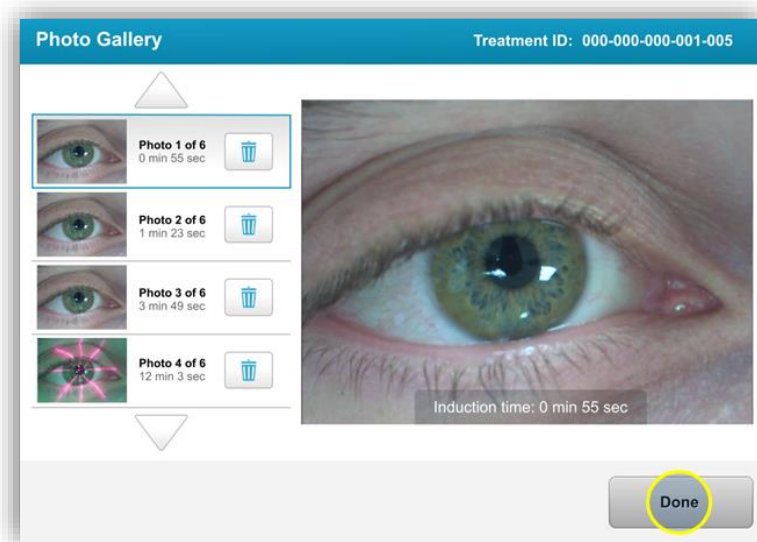 Photo Gallery
Treatment ID: 000-000-000-001-005
Photo 1 of 6
0 min 55 sec
Photo 2 of 6
1 min 23 sec
Photo 3 of 6
3 min 49 sec
Photo 4 of 6
12 min 3 sec
Induction time: 0 min 55 sec
Done